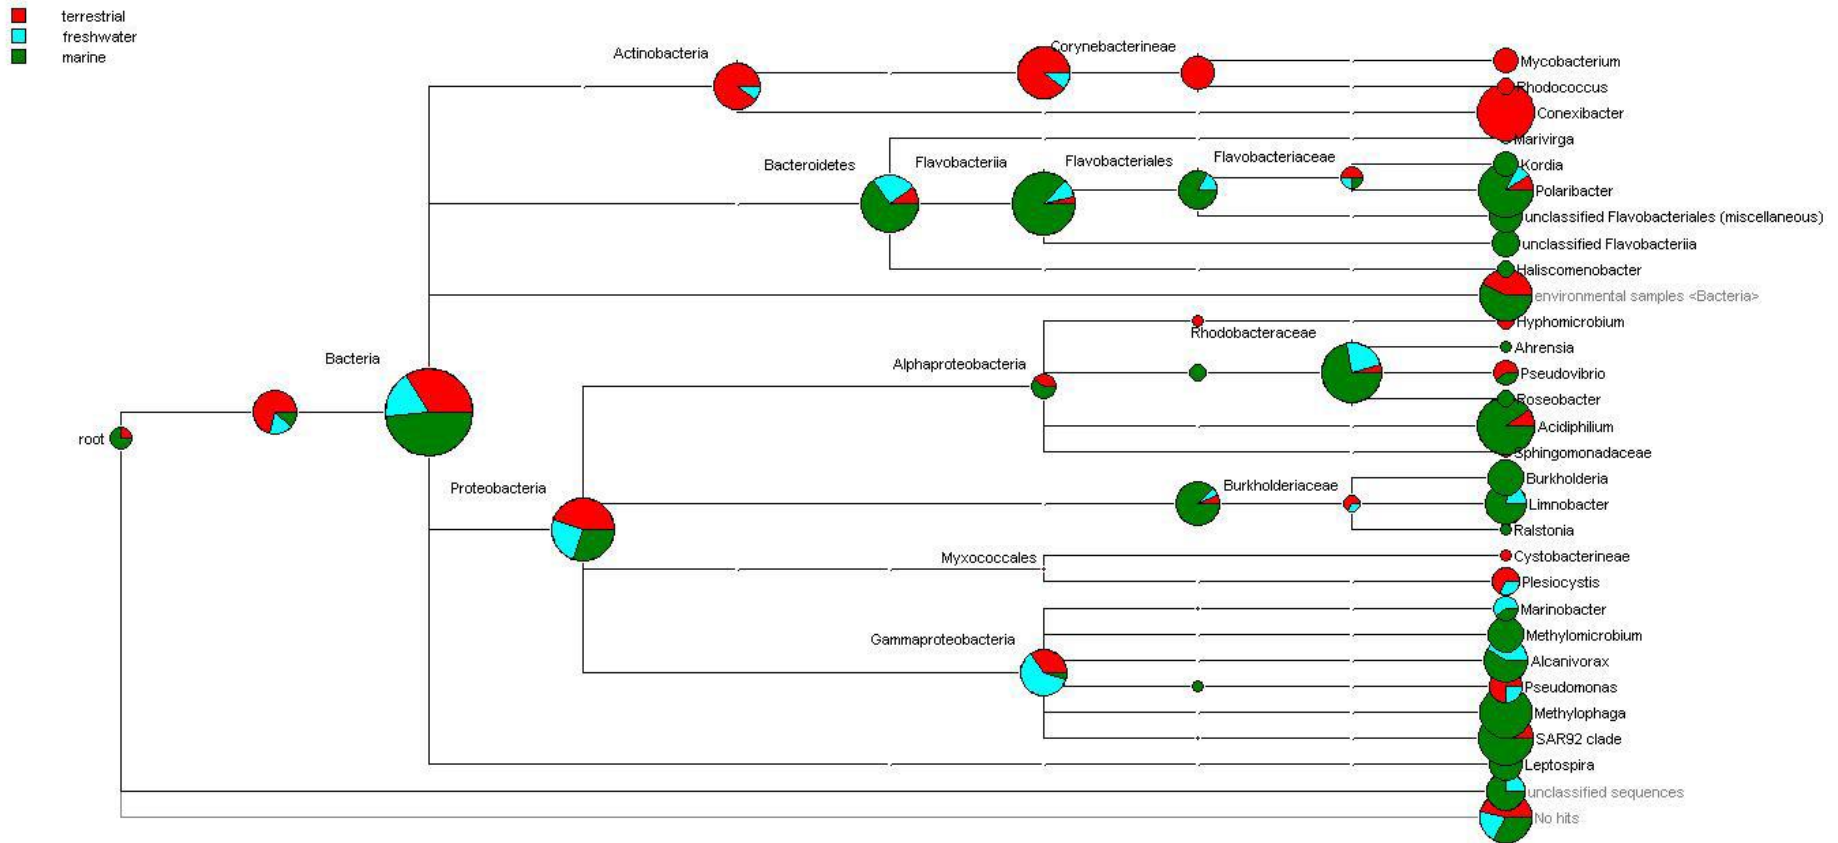 terrestrial
freshwater
marine
Actinobacteria
Corynebacterineae
Mycobacterium
Rhodococcus
Conexibacter
Marivirga
Bacteroidetes
Flavobacteriia
Flavobacteriales
Flavobacteriaceae
Kordia
Polaribacter
unclassified Flavobacteriales (miscellaneous)
unclassified Flavobacteriia
Haliscomenobacter
environmental samples <Bacteria>
Hyphomicrobium
Rhodobacteraceae
Ahrensia
Bacteria
Alphaproteobacteria
Pseudovibrio
Roseobacter
Acidiphilium
root
Sphingomonadaceae
Burkholderia
Proteobacteria
Burkholderiaceae
Limnobacter
Ralstonia
Myxococcales
Cystobacterineae
Plesiocystis
Marinobacter
Gammaproteobacteria
Methylomicrobium
Alcanivorax
Pseudomonas
Methylophaga
SAR92 clade
Leptospira
unclassified sequences
No hits